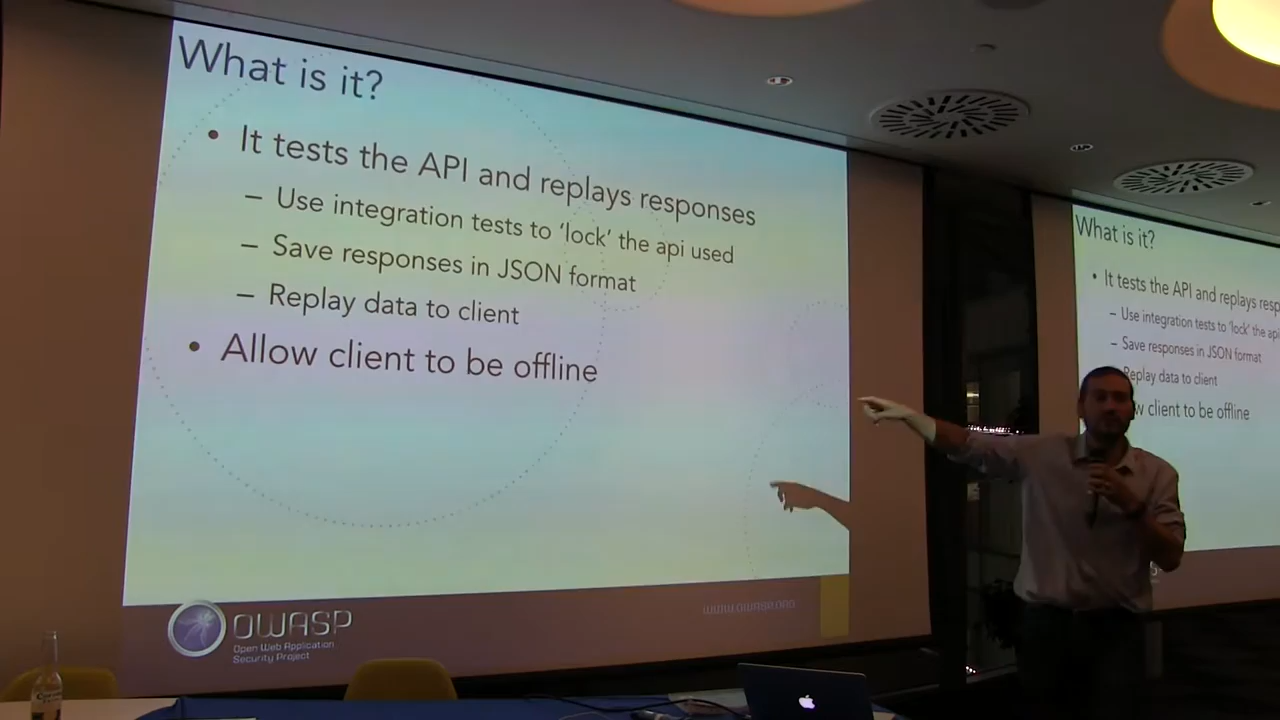 What is it?
• It tests the API and replays responses
– Use integration tests to 'lock' the api used
– Save responses in JSON format
– Replay data to client
• Allow client to be offline
OWASP
Open Web Application
Security Project
www.owasp.org
What is it?
• It tests the API and replays resp
– Use integration tests to 'lock' the api
– Save responses in JSON format
Replay data to client
w client to be offline